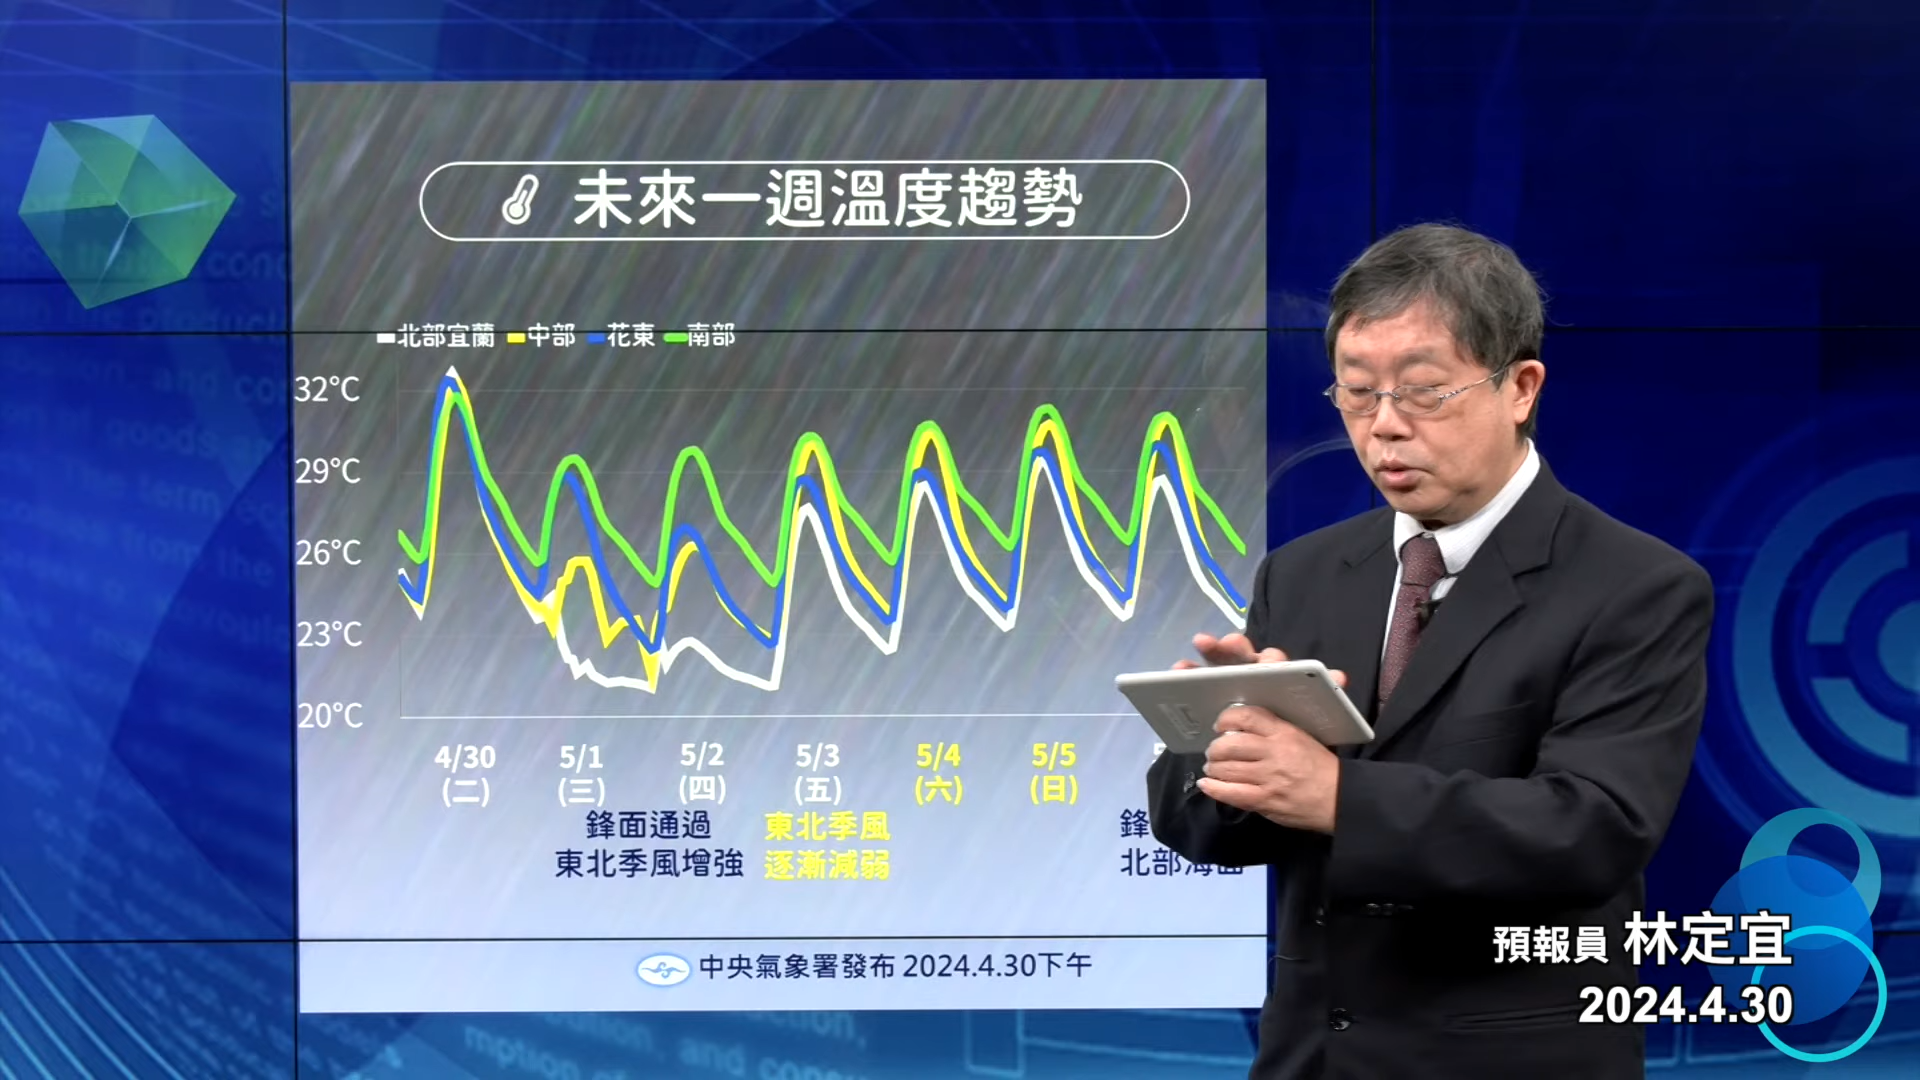 未來一週溫度趨勢
北部宜蘭 中部 花東 南部
32°C
29°C
26°C
23°C
20°C
4/30 5/1 5/2 5/3 5/4 5/5
(二) (三) (四) (五) (六) (日)
鋒面通過 東北季風 鋒
東北季風增強 逐漸減弱 北部海面
中央氣象署發布 2024.4.30下午
預報員 林定宜
2024.4.30